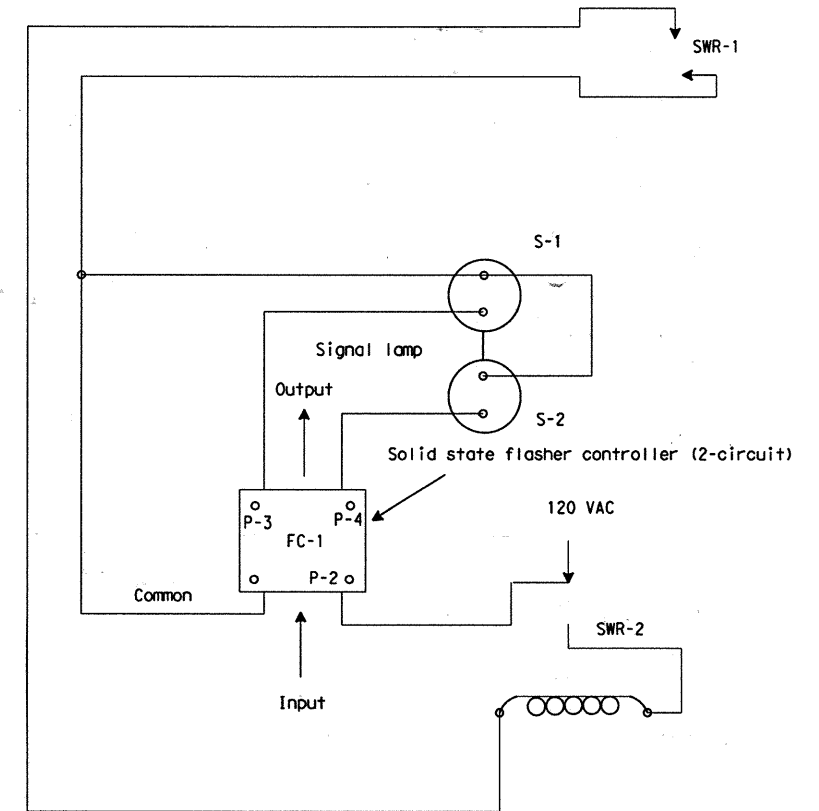 SWR-1
S-1
Signal lamp
Output
S-2
Solid state flasher controller (2-circuit)
P-3
P-4
FC-1
P-2
120 VAC
Common
SWR-2
Input